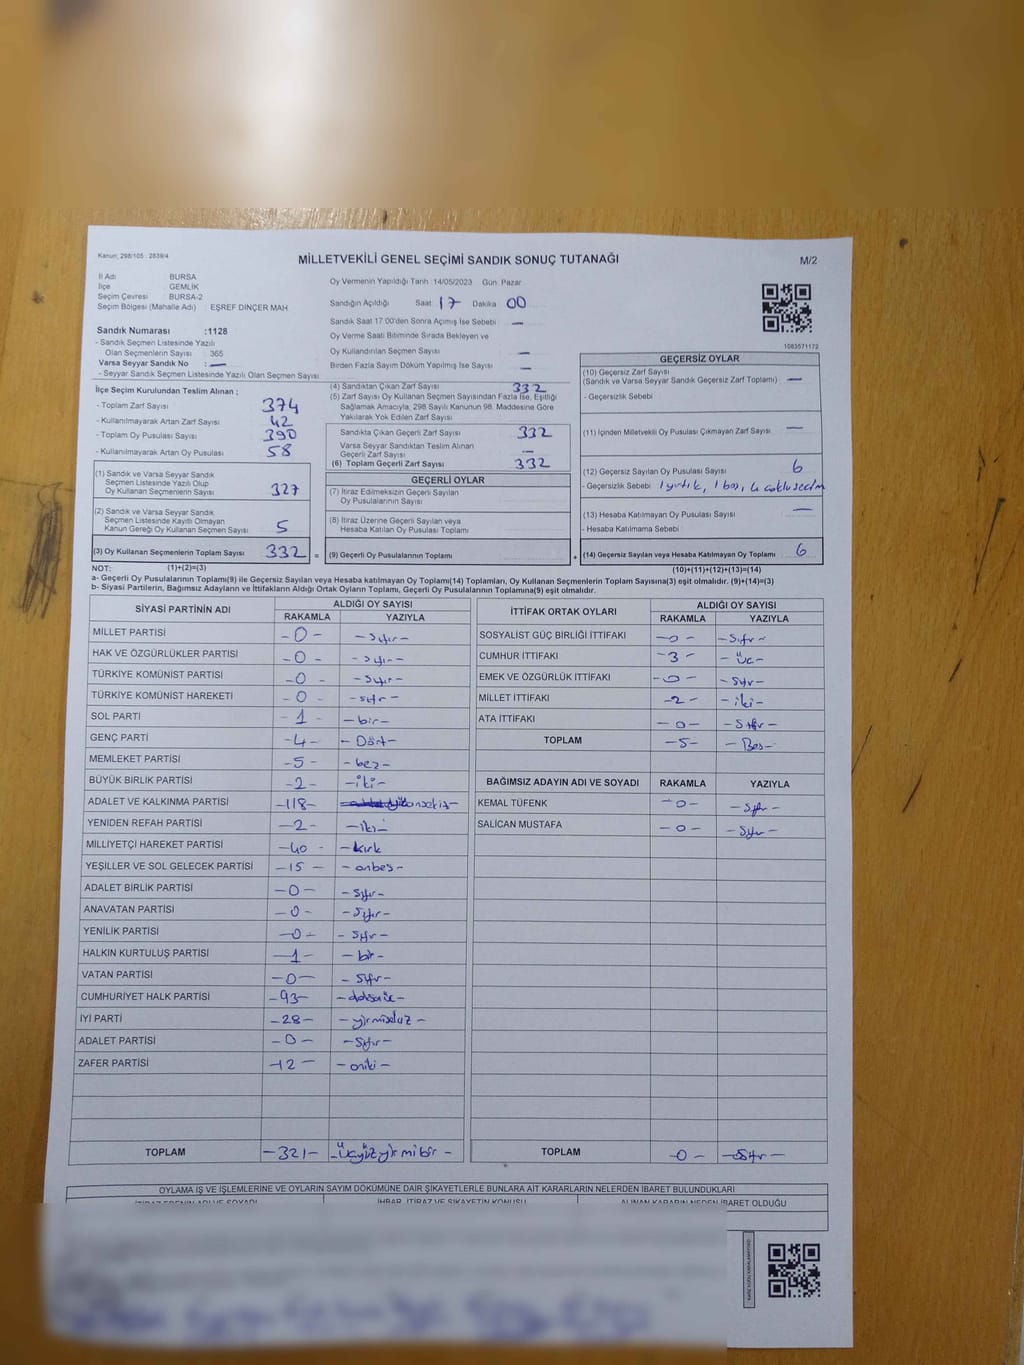 Kanun: 298/105 2839/4
MİLLETVEKİLİ GENEL SEÇİMİ SANDIK SONUÇ TUTANAĞI
M/2
İl Adı : BURSA
İlçe : GEMLİK
Seçim Çevresi : BURSA-2
Seçim Bölgesi (Mahalle Adı) : EŞREF DİNÇER MAH
Sandık Numarası :1128
- Sandık Seçmen Listesinde Yazılı
Olan Seçmenlerin Sayısı : 365
Varsa Seyyar Sandık No : —
- Seyyar Sandık Seçmen Listesinde Yazılı Olan Seçmen Sayısı
Oy Vermenin Yapıldığı Tarih 14/05/2023 Gün Pazar
Sandığın Açıldığı Saat 17 Dakika 00
Sandık Saat 17.00'den Sonra Açılmış İse Sebebi : —
Oy Verme Saati Bitiminde Sırada Bekleyen ve
Oy Kullandırılan Seçmen Sayısı —
Birden Fazla Sayım Döküm Yapılmış İse Sayısı —
1083571172
İlçe Seçim Kurulundan Teslim Alınan ;
- Toplam Zarf Sayısı 374
- Kullanılmayarak Artan Zarf Sayısı 42
- Toplam Oy Pusulası Sayısı 390
- Kullanılmayarak Artan Oy Pusulası 58
(1) Sandık ve Varsa Seyyar Sandık
Seçmen Listesinde Yazılı Olup
Oy Kullanan Seçmenlerin Sayısı 327
(2) Sandık ve Varsa Seyyar Sandık
Seçmen Listesinde Kayıtlı Olmayan
Kanun Gereği Oy Kullanan Seçmen Sayısı 5
(3) Oy Kullanan Seçmenlerin Toplam Sayısı 332 =
(4) Sandıktan Çıkan Zarf Sayısı 332
(5) Zarf Sayısı Oy Kullanan Seçmen Sayısından Fazla İse, Eşitliği
Sağlamak Amacıyla, 298 Sayılı Kanunun 98. Maddesine Göre
Yakılarak Yok Edilen Zarf Sayısı
Sandıkta Çıkan Geçerli Zarf Sayısı 332
Varsa Seyyar Sandıktan Teslim Alınan
Geçerli Zarf Sayısı —
(6) Toplam Geçerli Zarf Sayısı 332
GEÇERLİ OYLAR
(7) İtiraz Edilmeksizin Geçerli Sayılan
Oy Pusulalarının Sayısı
(8) İtiraz Üzerine Geçerli Sayılan veya
Hesaba Katılan Oy Pusulası Toplamı
(9) Geçerli Oy Pusulalarının Toplamı +
GEÇERSİZ OYLAR
(10) Geçersiz Zarf Sayısı
(Sandık ve Varsa Seyyar Sandık Geçersiz Zarf Toplamı) —
- Geçersizlik Sebebi
(11) İçinden Milletvekili Oy Pusulası Çıkmayan Zarf Sayısı —
(12) Geçersiz Sayılan Oy Pusulası Sayısı 6
- Geçersizlik Sebebi 1 yırtık, 1 boş, 4 çoklu seçim
(13) Hesaba Katılmayan Oy Pusulası Sayısı —
- Hesaba Katılmama Sebebi
(14) Geçersiz Sayılan veya Hesaba Katılmayan Oy Toplamı 6
NOT: (1)+(2)=(3) (10)+(11)+(12)+(13)=(14)
a- Geçerli Oy Pusulalarının Toplamı(9) ile Geçersiz Sayılan veya Hesaba katılmayan Oy Toplamı(14) Toplamları, Oy Kullanan Seçmenlerin Toplam Sayısına(3) eşit olmalıdır. (9)+(14)=(3)
b- Siyasi Partilerin, Bağımsız Adayların ve İttifakların Aldığı Ortak Oyların Toplamı, Geçerli Oy Pusulalarının Toplamına(9) eşit olmalıdır.
SİYASİ PARTİNİN ADI ALDIĞI OY SAYISI
RAKAMLA YAZIYLA
MİLLET PARTİSİ -0- -sıfır-
HAK VE ÖZGÜRLÜKLER PARTİSİ -0- -sıfır-
TÜRKİYE KOMÜNİST PARTİSİ -0- -sıfır-
TÜRKİYE KOMÜNİST HAREKETİ -0- -sıfır-
SOL PARTİ -1- -bir-
GENÇ PARTİ -4- -Dört-
MEMLEKET PARTİSİ -5- -beş-
BÜYÜK BİRLİK PARTİSİ -2- -iki-
ADALET VE KALKINMA PARTİSİ -118- yüzonsekiz-
YENİDEN REFAH PARTİSİ -2- -iki-
MİLLİYETÇİ HAREKET PARTİSİ -40- -kırk
YEŞİLLER VE SOL GELECEK PARTİSİ -15- -onbeş-
ADALET BİRLİK PARTİSİ -0- -sıfır-
ANAVATAN PARTİSİ -0- -sıfır-
YENİLİK PARTİSİ -0- -sıfır-
HALKIN KURTULUŞ PARTİSİ -1- -bir-
VATAN PARTİSİ -0- -sıfır-
CUMHURİYET HALK PARTİSİ -93- -doksanüç-
İYİ PARTİ -28- -yirmisekiz-
ADALET PARTİSİ -0- -Sıfır-
ZAFER PARTİSİ -12- -oniki-
TOPLAM -321- -Üçyüzyirmibir-
İTTİFAK ORTAK OYLARI ALDIĞI OY SAYISI
RAKAMLA YAZIYLA
SOSYALİST GÜÇ BİRLİĞİ İTTİFAKI -0- -Sıfır-
CUMHUR İTTİFAKI -3- -Üç-
EMEK VE ÖZGÜRLÜK İTTİFAKI -0- -Sıfır-
MİLLET İTTİFAKI -2- -iki-
ATA İTTİFAKI -0- -Sıfır-
TOPLAM -5- -Beş-
BAĞIMSIZ ADAYIN ADI VE SOYADI RAKAMLA YAZIYLA
KEMAL TÜFENK -0- -Sıfır-
SALİCAN MUSTAFA -0- -Sıfır-
TOPLAM -0- -Sıfır-
OYLAMA İŞ VE İŞLEMLERİNE VE OYLARIN SAYIM DÖKÜMÜNE DAİR ŞİKAYETLERLE BUNLARA AİT KARARLARIN NELERDEN İBARET BULUNDUKLARI
İTİRAZ EDENİN ADI VE SOYADI İHBAR, İTİRAZ VE ŞİKAYETİN KONUSU ALINAN KARARIN NEDEN İBARET OLDUĞU